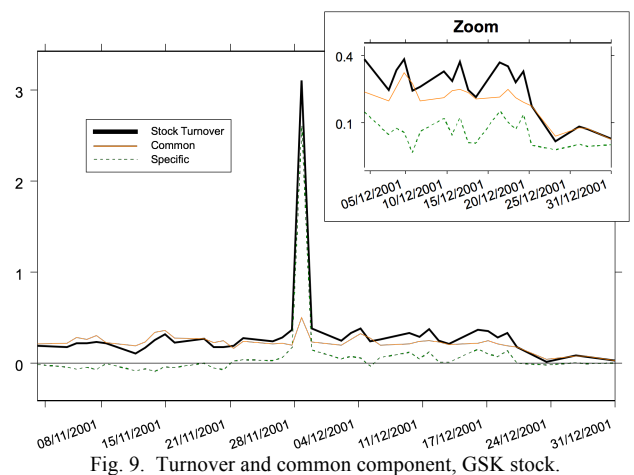 Zoom
0.4
0.1
05/12/2001 10/12/2001 15/12/2001 20/12/2001 25/12/2001 31/12/2001
3
2
1
0
Stock Turnover
Common
Specific
08/11/2001 15/11/2001 21/11/2001 28/11/2001 04/12/2001 11/12/2001 17/12/2001 24/12/2001 31/12/2001
Fig. 9. Turnover and common component, GSK stock.